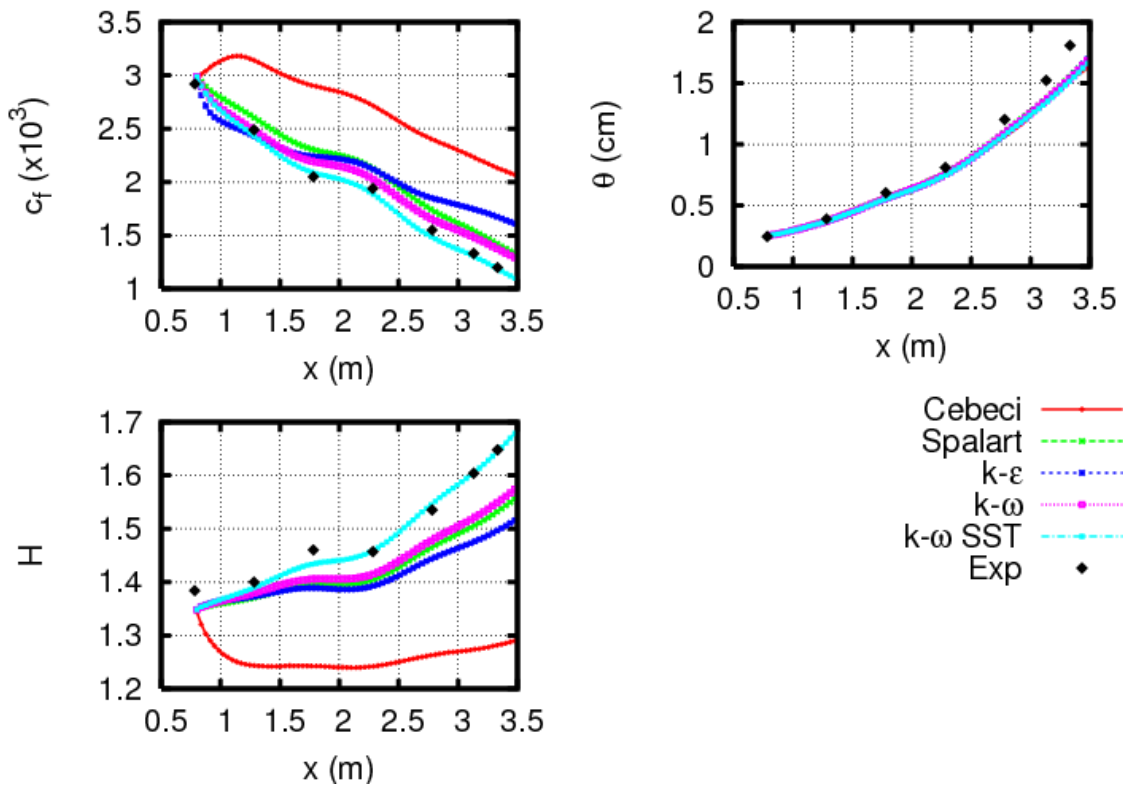 3.5
3
2.5
2
1.5
1
c_f (x10^3)
0.5 1 1.5 2 2.5 3 3.5
x (m)
2
1.5
1
0.5
0
θ (cm)
0.5 1 1.5 2 2.5 3 3.5
x (m)
1.7
1.6
1.5
1.4
1.3
1.2
H
0.5 1 1.5 2 2.5 3 3.5
x (m)
Cebeci
Spalart
k-ε
k-ω
k-ω SST
Exp